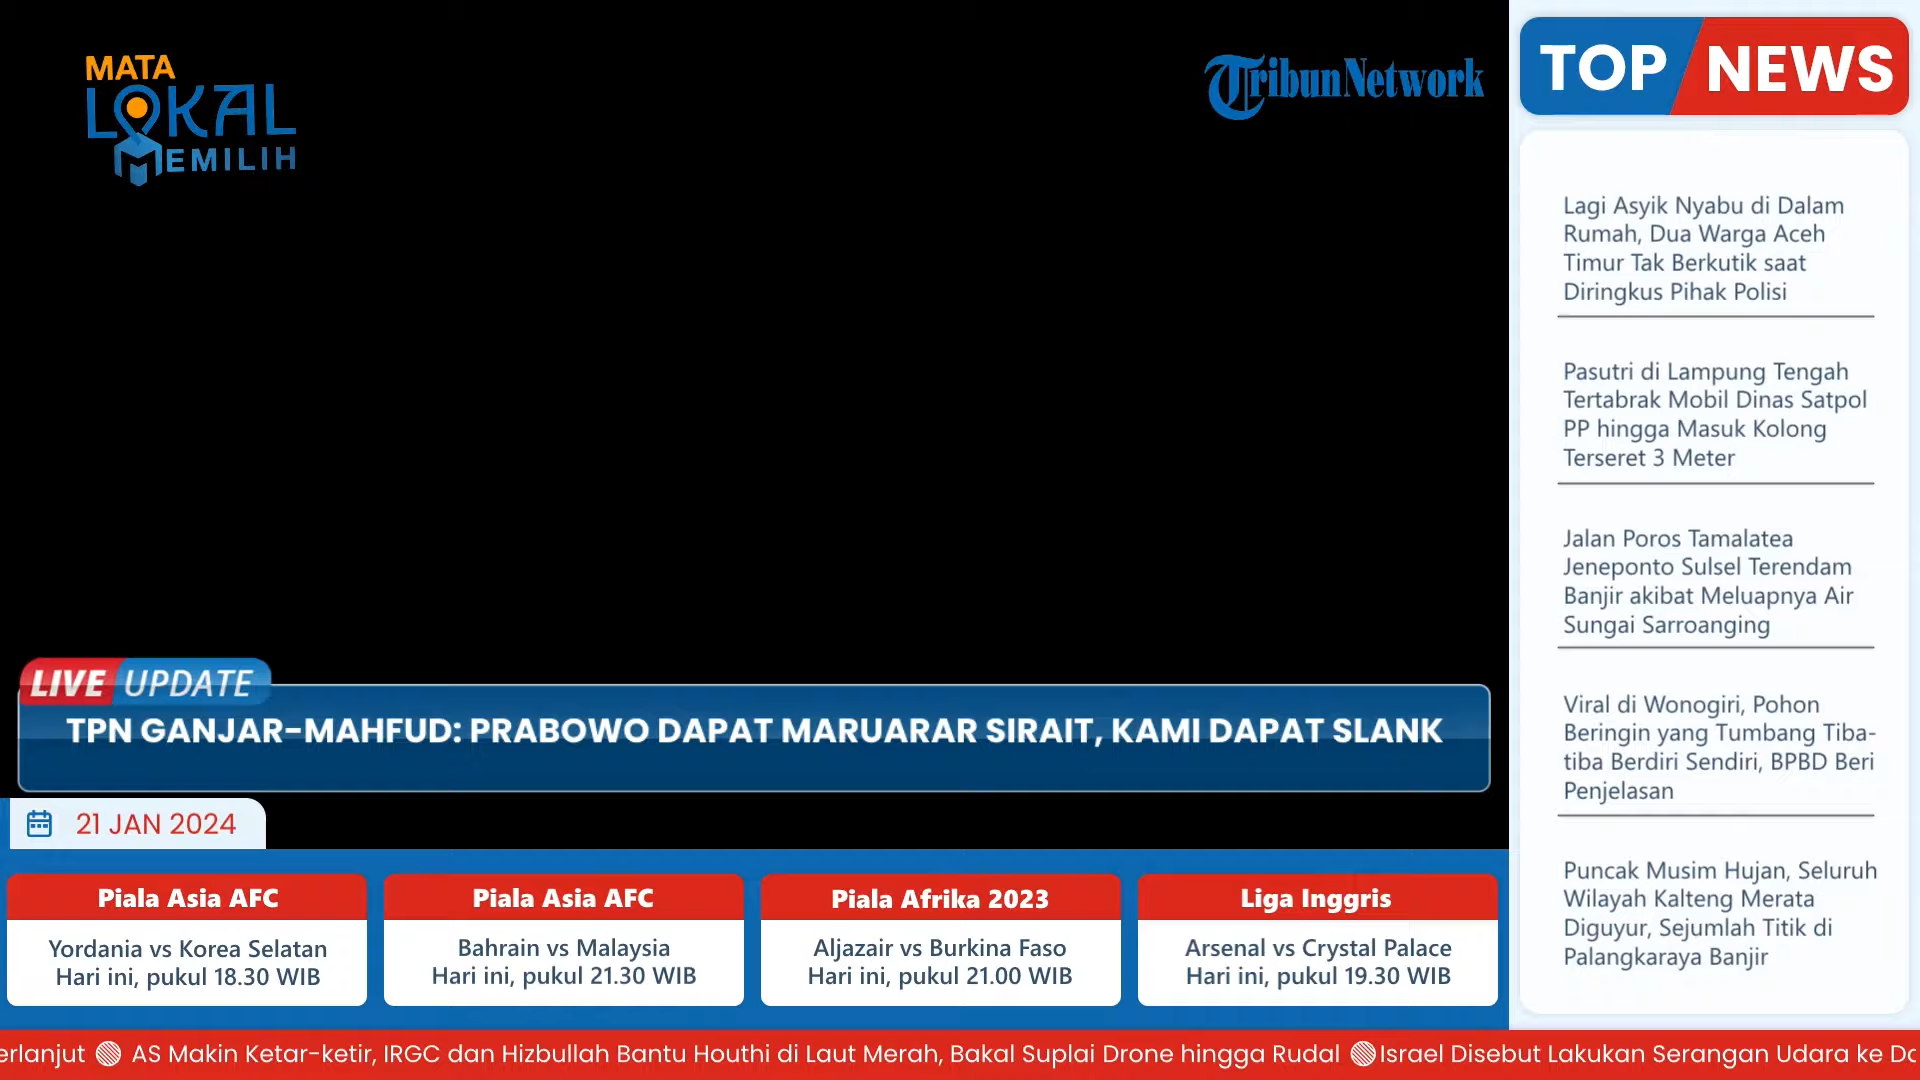 MATA
LOKAL
MEMILIH
TribunNetwork
LIVE UPDATE
TPN GANJAR-MAHFUD: PRABOWO DAPAT MARUARAR SIRAIT, KAMI DAPAT SLANK
21 JAN 2024
Piala Asia AFC
Yordania vs Korea Selatan
Hari ini, pukul 18.30 WIB
Piala Asia AFC
Bahrain vs Malaysia
Hari ini, pukul 21.30 WIB
Piala Afrika 2023
Aljazair vs Burkina Faso
Hari ini, pukul 21.00 WIB
Liga Inggris
Arsenal vs Crystal Palace
Hari ini, pukul 19.30 WIB
TOP NEWS
Lagi Asyik Nyabu di Dalam
Rumah, Dua Warga Aceh
Timur Tak Berkutik saat
Diringkus Pihak Polisi
Pasutri di Lampung Tengah
Tertabrak Mobil Dinas Satpol
PP hingga Masuk Kolong
Terseret 3 Meter
Jalan Poros Tamalatea
Jeneponto Sulsel Terendam
Banjir akibat Meluapnya Air
Sungai Sarroanging
Viral di Wonogiri, Pohon
Beringin yang Tumbang Tiba-
tiba Berdiri Sendiri, BPBD Beri
Penjelasan
Puncak Musim Hujan, Seluruh
Wilayah Kalteng Merata
Diguyur, Sejumlah Titik di
Palangkaraya Banjir
erlanjut AS Makin Ketar-ketir, IRGC dan Hizbullah Bantu Houthi di Laut Merah, Bakal Suplai Drone hingga Rudal Israel Disebut Lakukan Serangan Udara ke